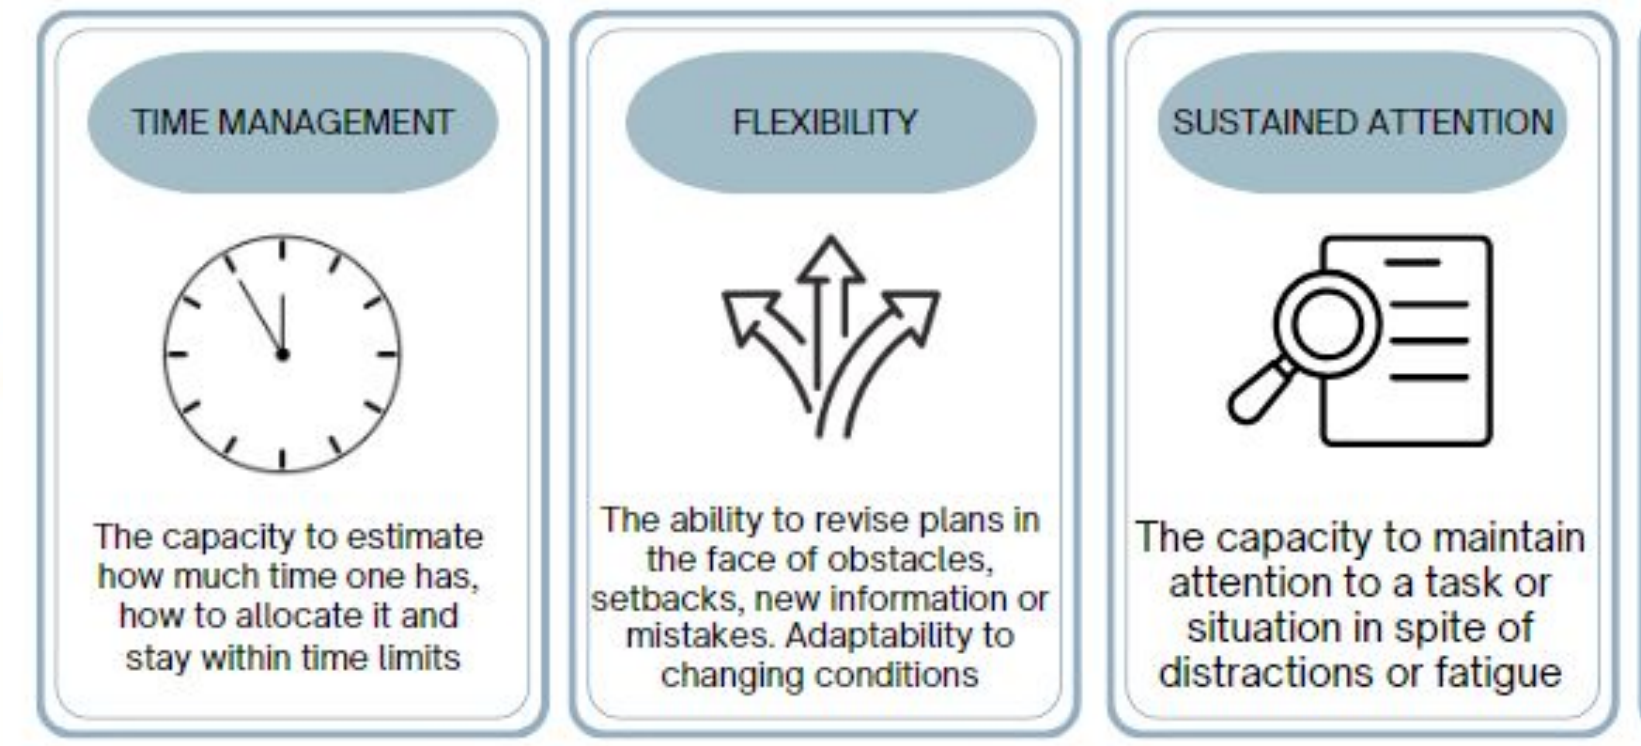 TIME MANAGEMENT
The capacity to estimate
how much time one has,
how to allocate it and
stay within time limits
FLEXIBILITY
The ability to revise plans in
the face of obstacles,
setbacks, new information or
mistakes. Adaptability to
changing conditions
SUSTAINED ATTENTION
The capacity to maintain
attention to a task or
situation in spite of
distractions or fatigue